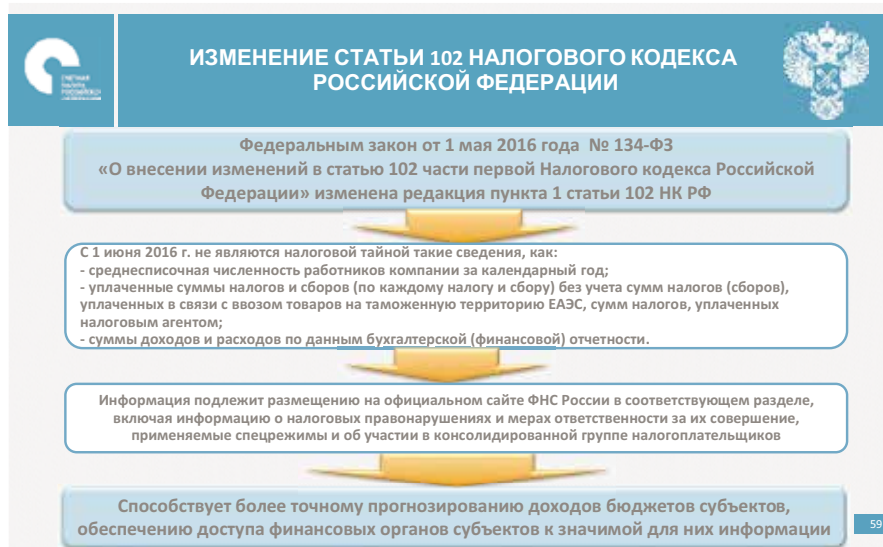 СЧЕТНАЯ
ПАЛАТА
ИЗМЕНЕНИЕ СТАТЬИ 102 НАЛОГОВОГО КОДЕКСА
РОССИЙСКОЙ ФЕДЕРАЦИИ
Федеральным закон от 1 мая 2016 года № 134-ФЗ
«О внесении изменений в статью 102 части первой Налогового кодекса Российской
Федерации» изменена редакция пункта 1 статьи 102 НК РФ
С 1 июня 2016 г. не являются налоговой тайной такие сведения, как:
- среднесписочная численность работников компании за календарный год;
- уплаченные суммы налогов и сборов (по каждому налогу и сбору) без учета сумм налогов (сборов),
уплаченных в связи с ввозом товаров на таможенную территорию ЕАЭС, сумм налогов, уплаченных
налоговым агентом;
- суммы доходов и расходов по данным бухгалтерской (финансовой) отчетности.
Информация подлежит размещению на официальном сайте ФНС России в соответствующем разделе,
включая информацию о налоговых правонарушениях и мерах ответственности за их совершение,
применяемые спецрежимы и об участии в консолидированной группе налогоплательщиков
Способствует более точному прогнозированию доходов бюджетов субъектов,
обеспечению доступа финансовых органов субъектов к значимой для них информации
59